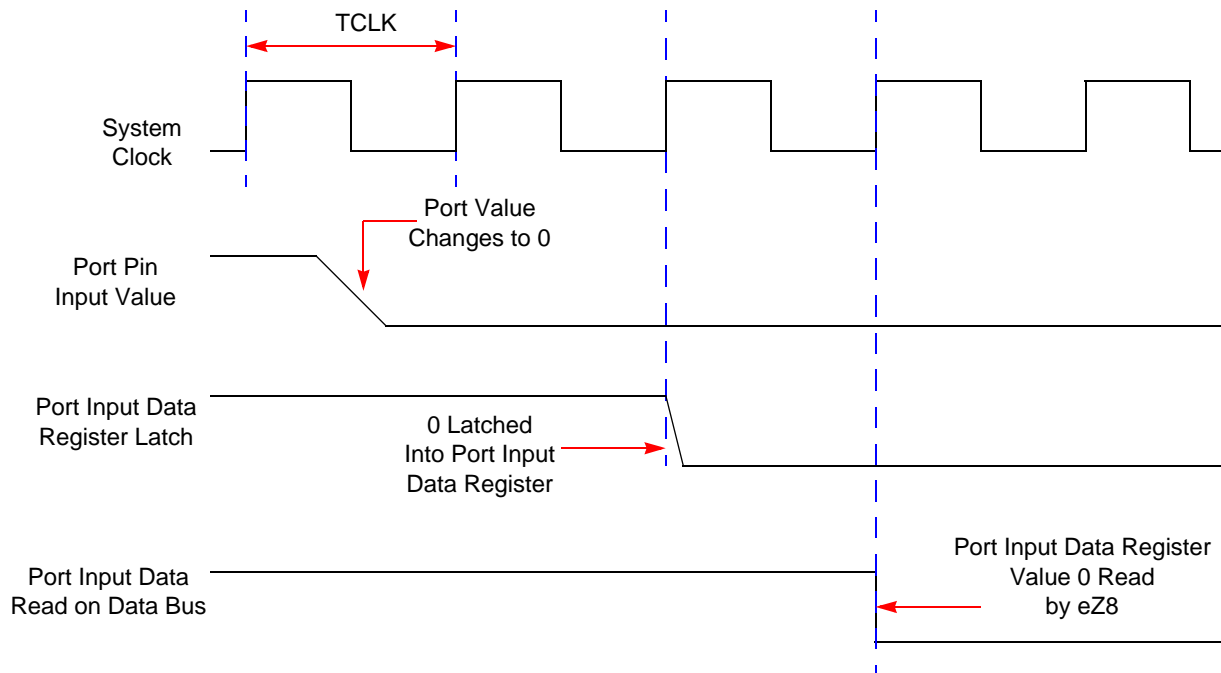 TCLK
System
Clock
Port Value
Changes to 0
Port Pin
Input Value
Port Input Data
Register Latch
0 Latched
Into Port Input
Data Register
Port Input Data
Read on Data Bus
Port Input Data Register
Value 0 Read
by eZ8